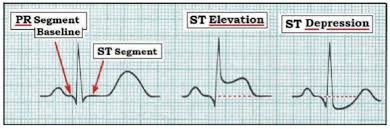 PR Segment
Baseline
ST Segment
ST Elevation
ST Depression